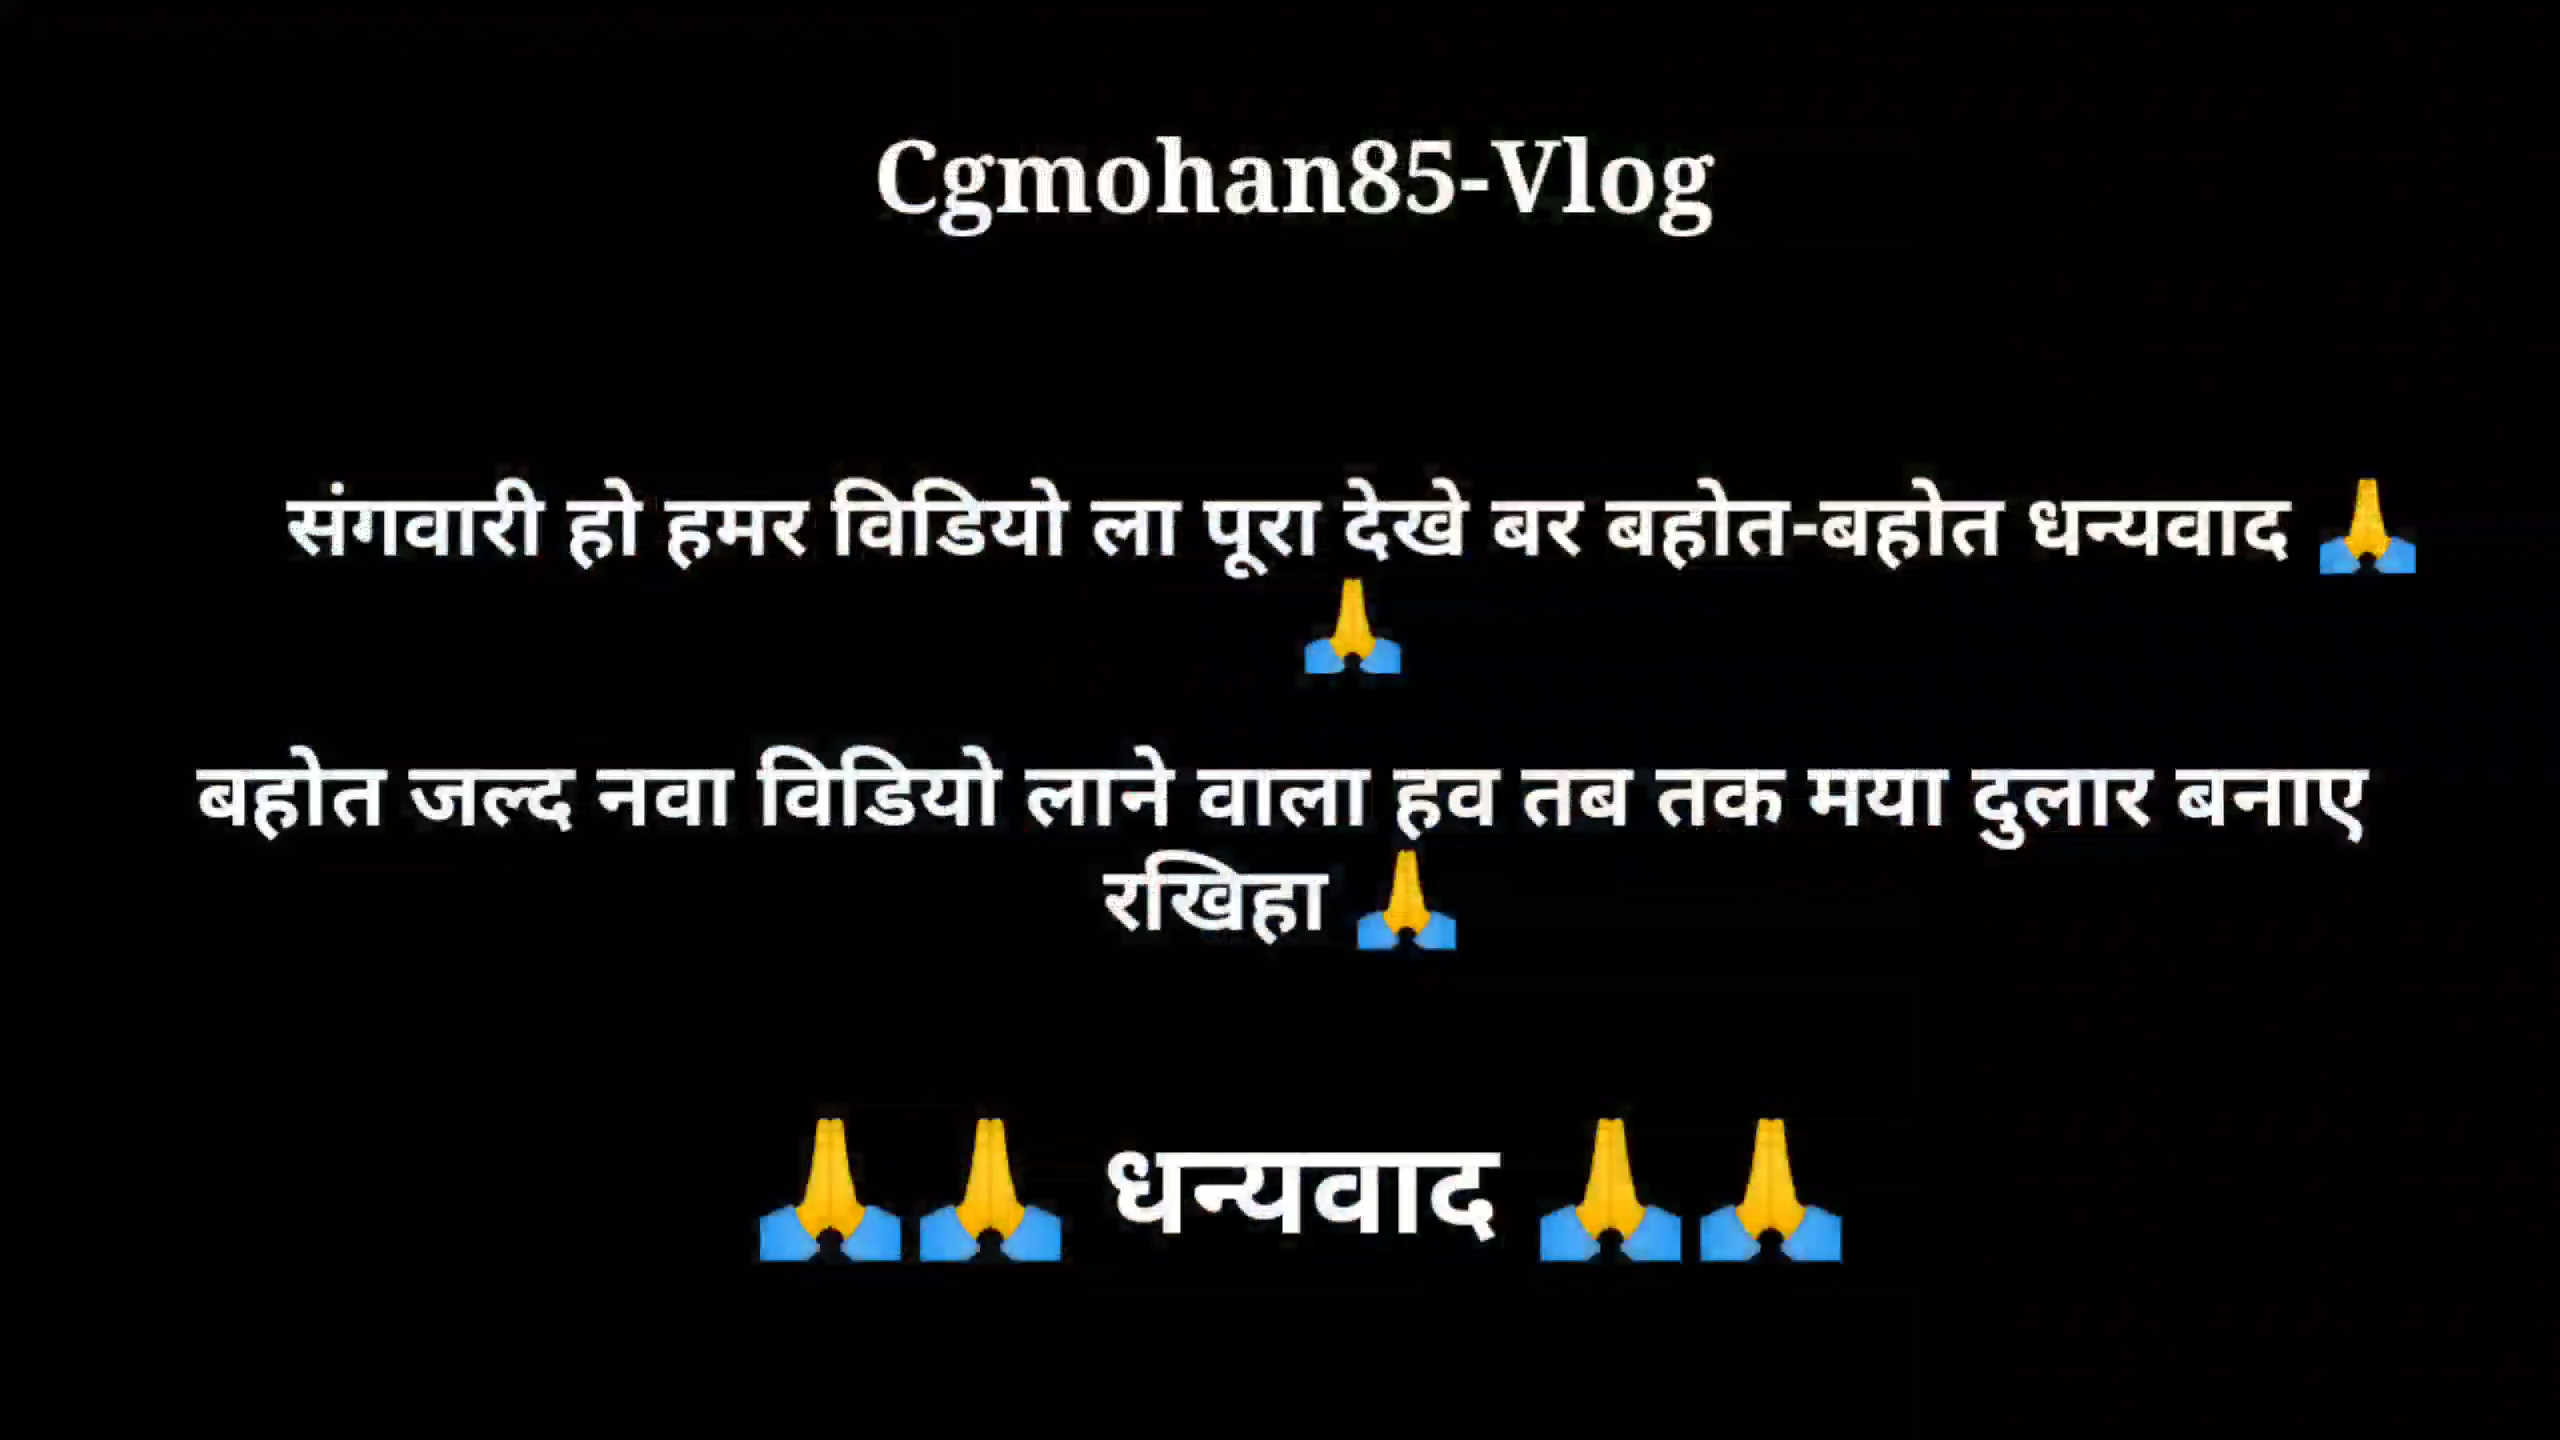 Cgmohan85-Vlog
संगवारी हो हमर विडियो ला पूरा देखे बर बहोत-बहोत धन्यवाद 🙏
🙏
बहोत जल्द नवा विडियो लाने वाला हव तब तक मया दुलार बनाए
रखिहा 🙏
🙏🙏 धन्यवाद 🙏🙏